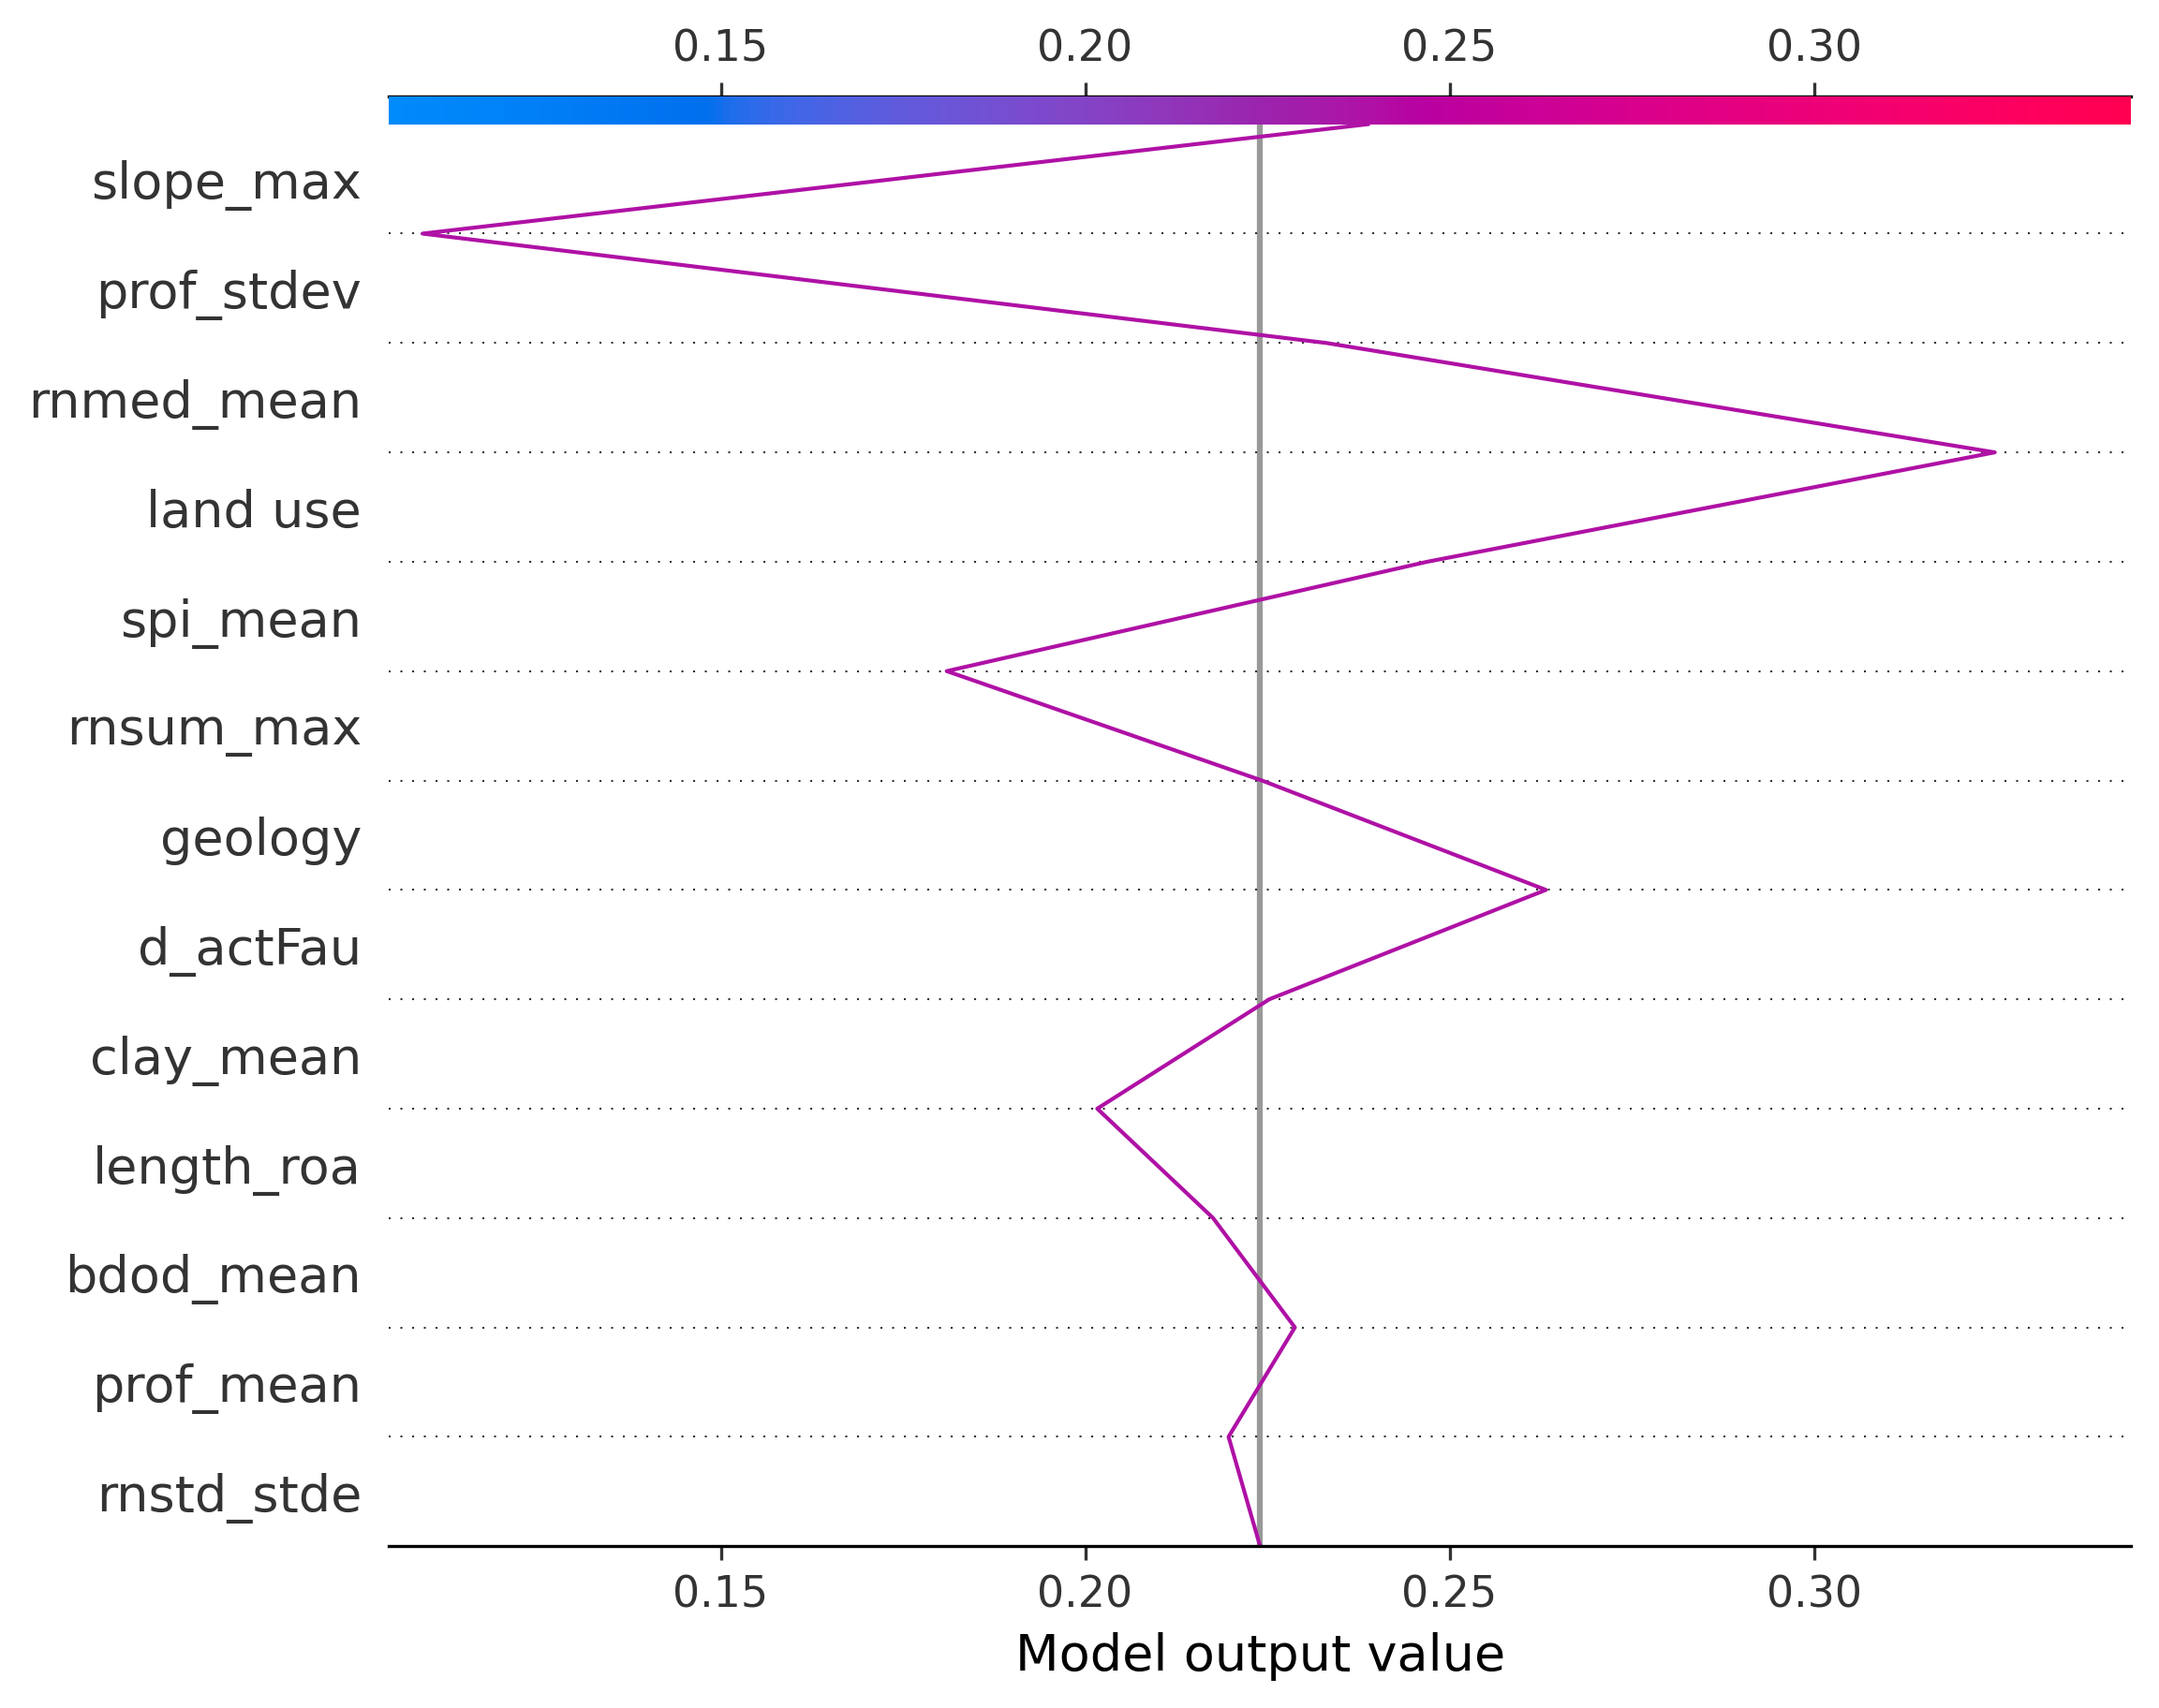 0.15 0.20 0.25 0.30
slope_max
prof_stdev
rnmed_mean
land use
spi_mean
rnsum_max
geology
d_actFau
clay_mean
length_roa
bdod_mean
prof_mean
rnstd_stde
0.15 0.20 0.25 0.30
Model output value